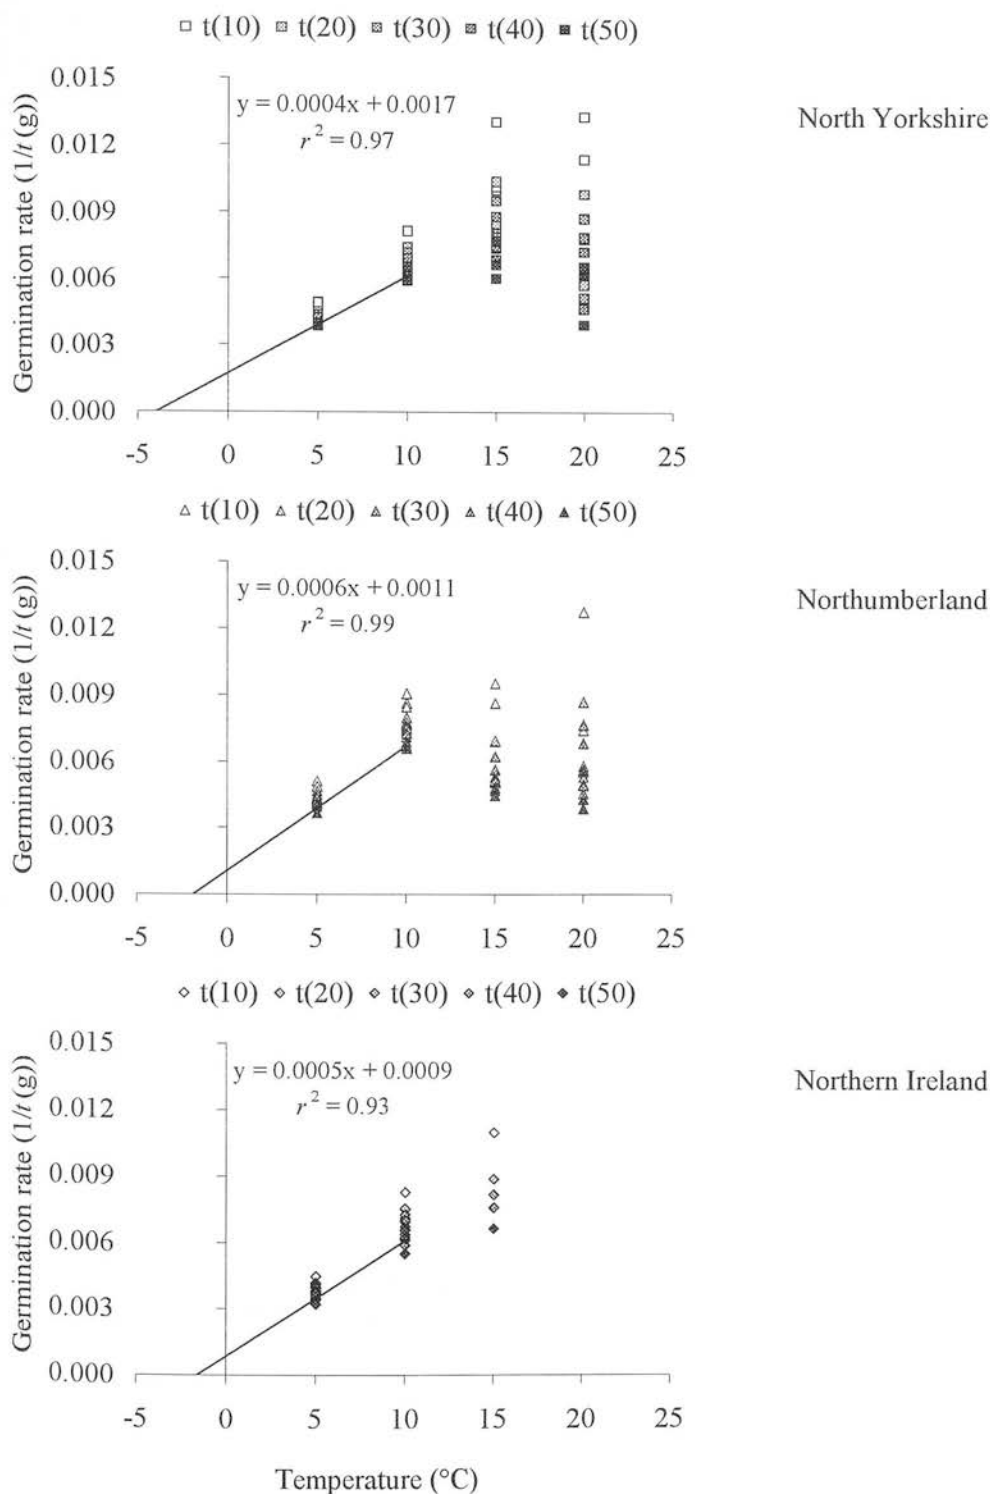 t(10) t(20) t(30) t(40) t(50)
Germination rate (1/t(g))
0.015
0.012
0.009
0.006
0.003
0.000
y = 0.0004x + 0.0017
r² = 0.97
North Yorkshire
-5 0 5 10 15 20 25
t(10) t(20) t(30) t(40) t(50)
Germination rate (1/t(g))
0.015
0.012
0.009
0.006
0.003
0.000
y = 0.0006x + 0.0011
r² = 0.99
Northumberland
-5 0 5 10 15 20 25
t(10) t(20) t(30) t(40) t(50)
Germination rate (1/t(g))
0.015
0.012
0.009
0.006
0.003
0.000
y = 0.0005x + 0.0009
r² = 0.93
Northern Ireland
-5 0 5 10 15 20 25
Temperature (°C)